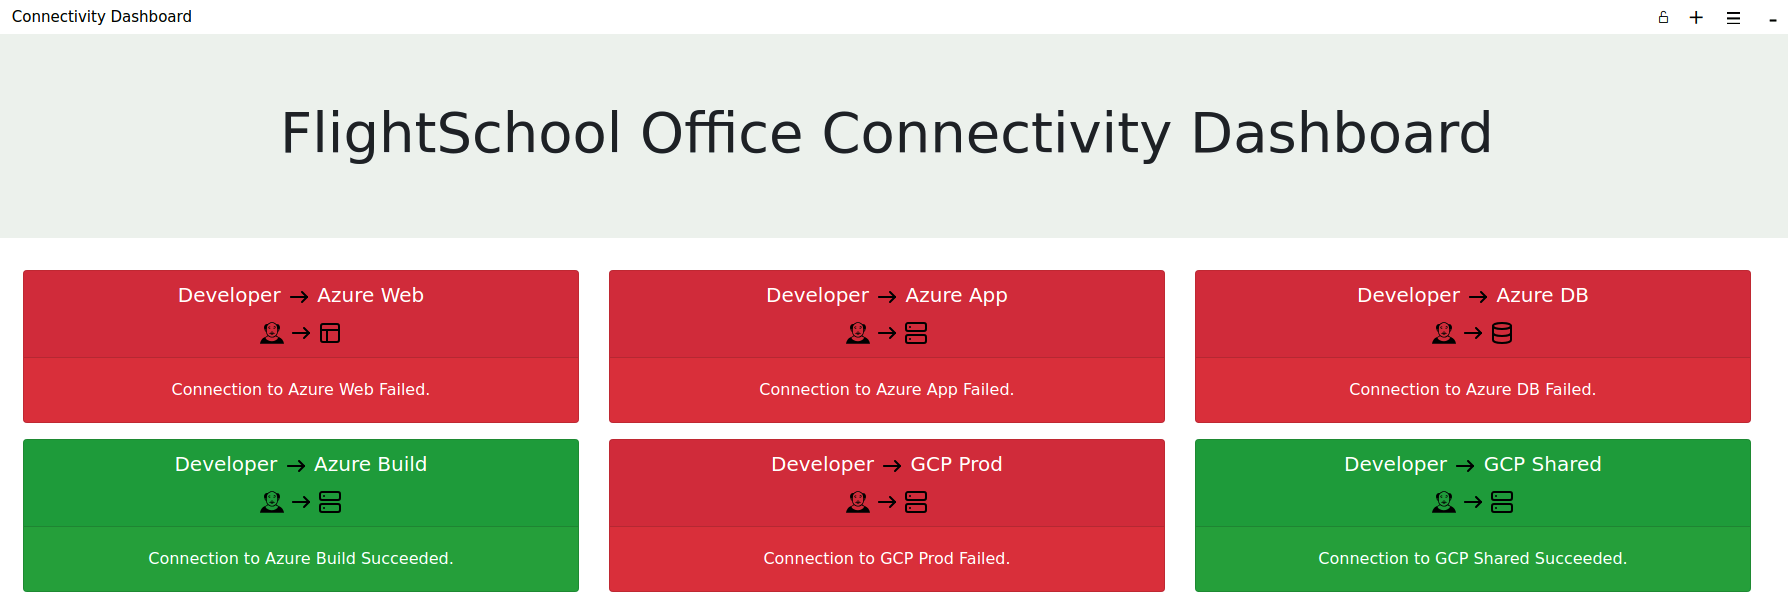 Connectivity Dashboard
FlightSchool Office Connectivity Dashboard
Developer → Azure Web
Connection to Azure Web Failed.
Developer → Azure App
Connection to Azure App Failed.
Developer → Azure DB
Connection to Azure DB Failed.
Developer → Azure Build
Connection to Azure Build Succeeded.
Developer → GCP Prod
Connection to GCP Prod Failed.
Developer → GCP Shared
Connection to GCP Shared Succeeded.